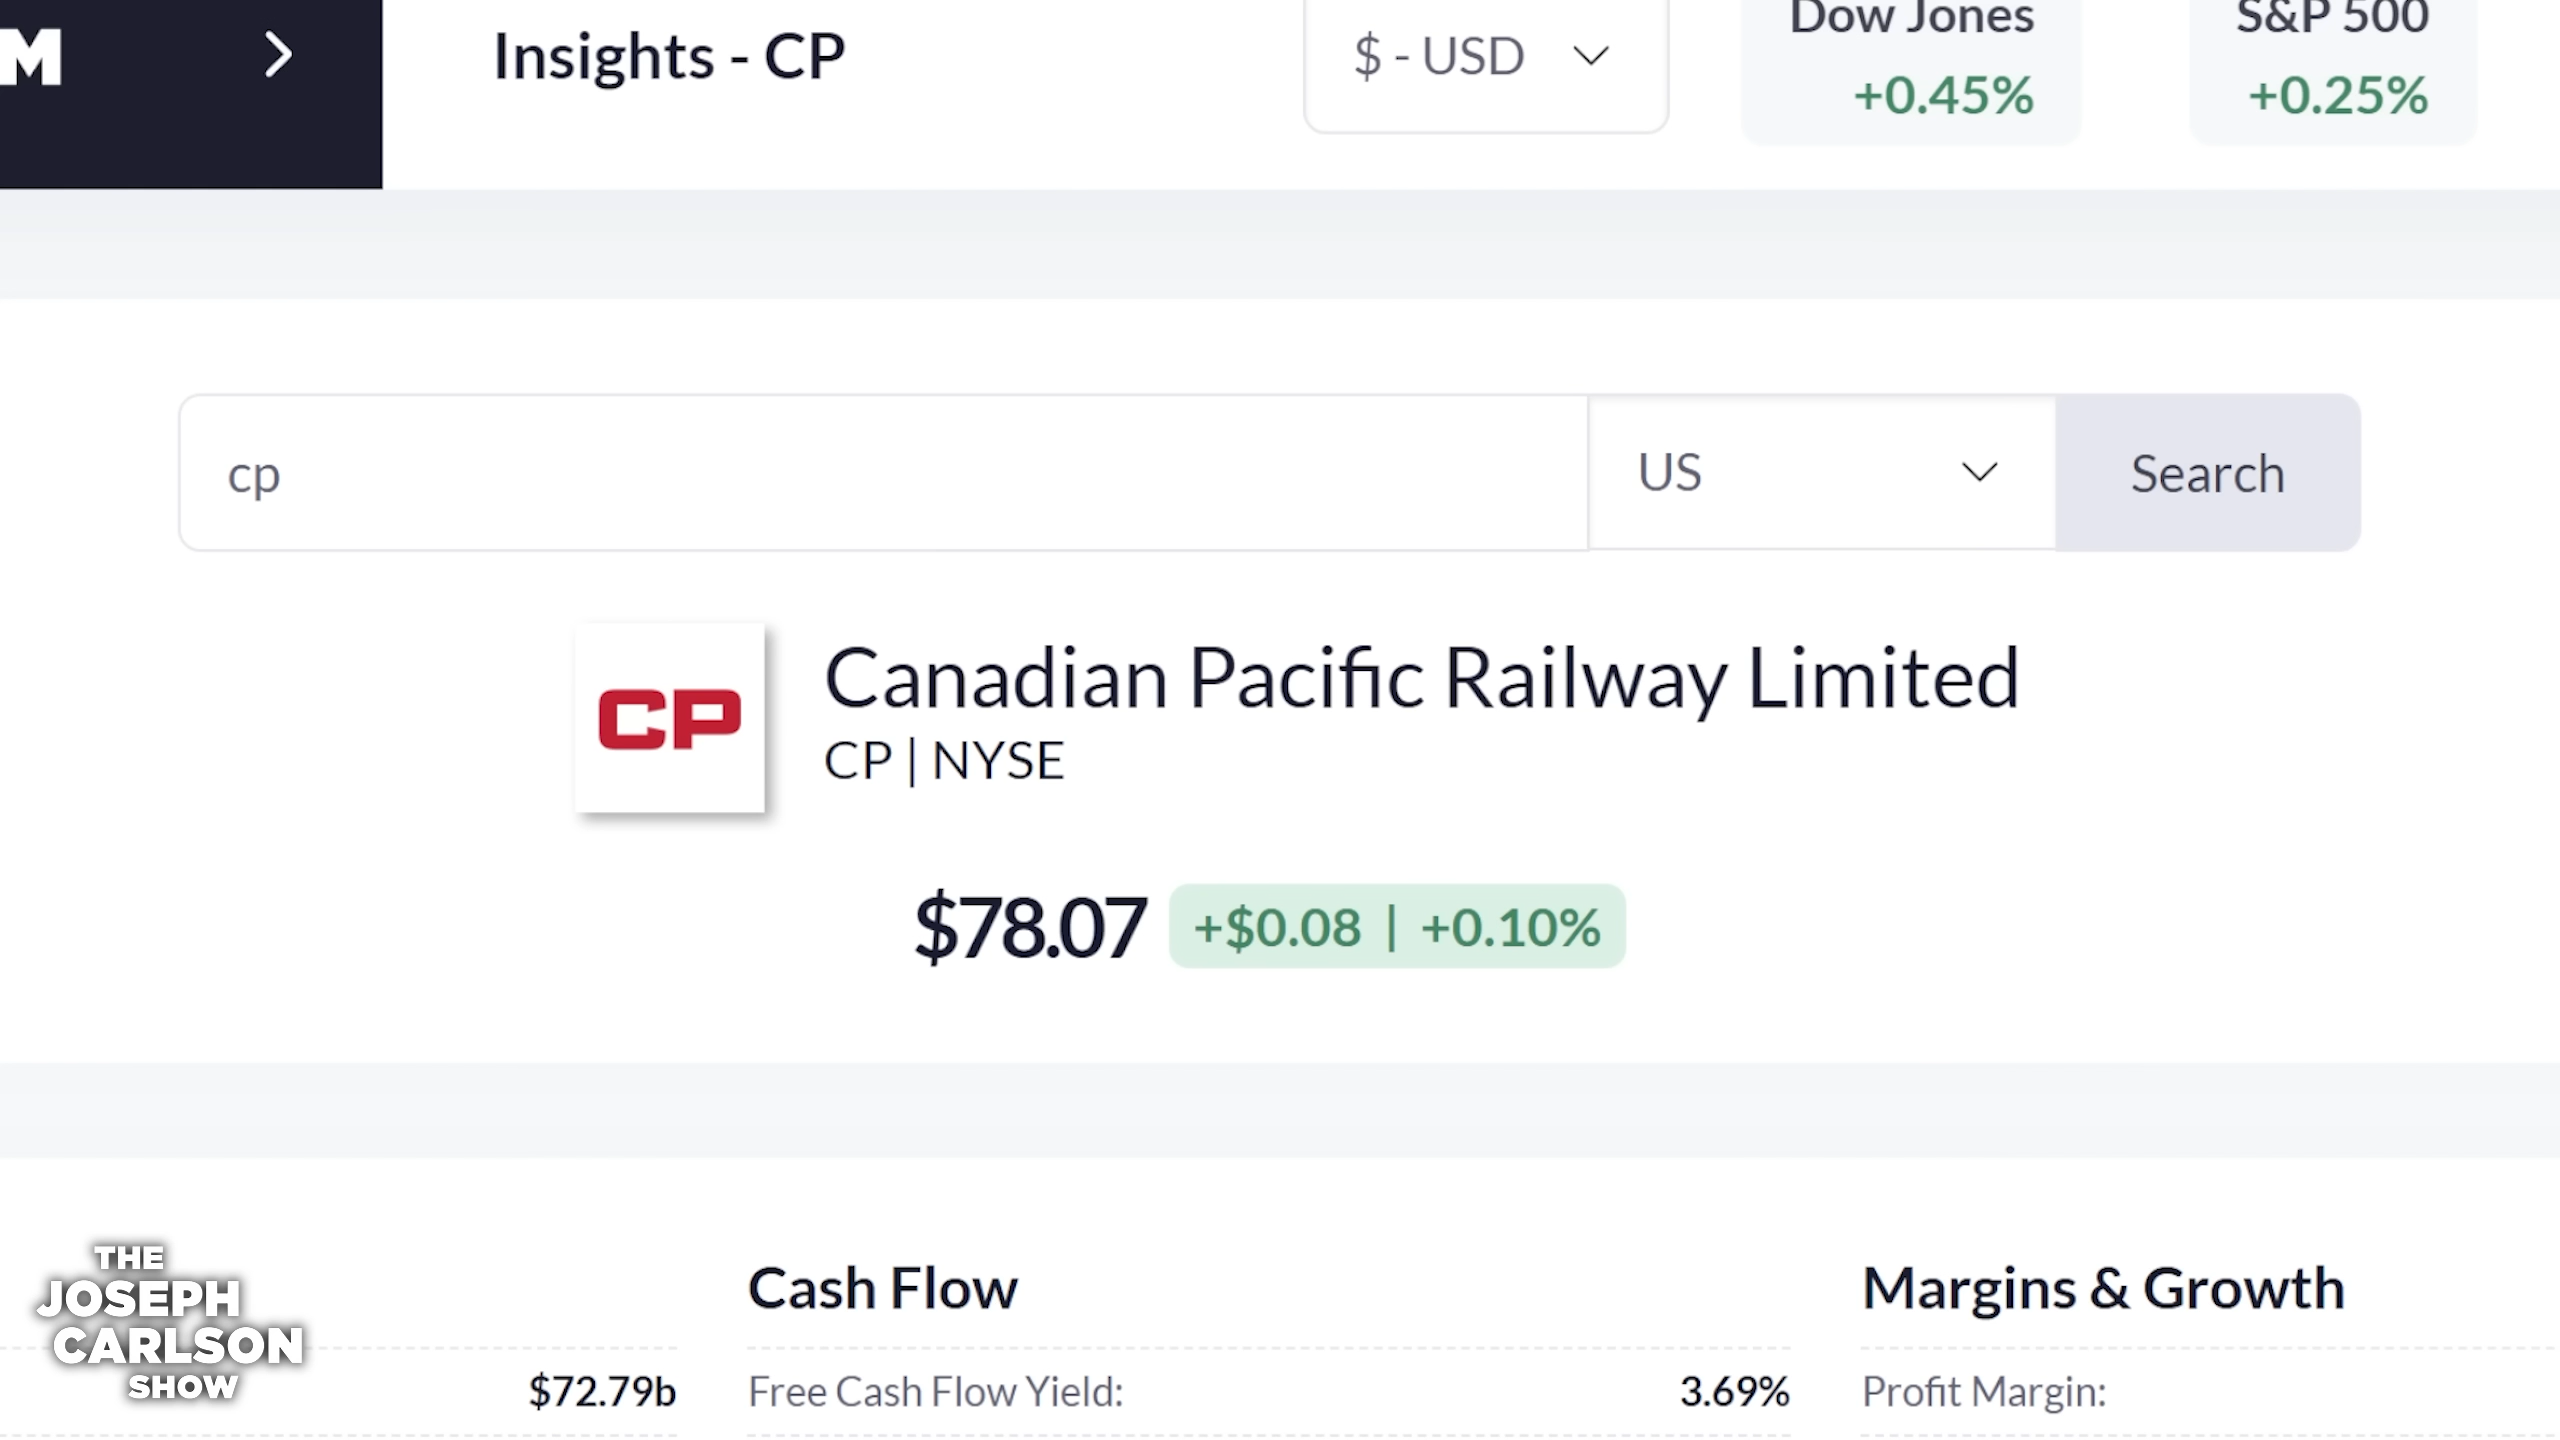 M
Insights - CP
$ - USD
Dow Jones
+0.45%
S&P 500
+0.25%
cp
US
Search
CP
Canadian Pacific Railway Limited
CP | NYSE
$78.07
+$0.08 | +0.10%
THE
JOSEPH
CARLSON
SHOW
$72.79b
Cash Flow
Free Cash Flow Yield:
3.69%
Margins & Growth
Profit Margin: